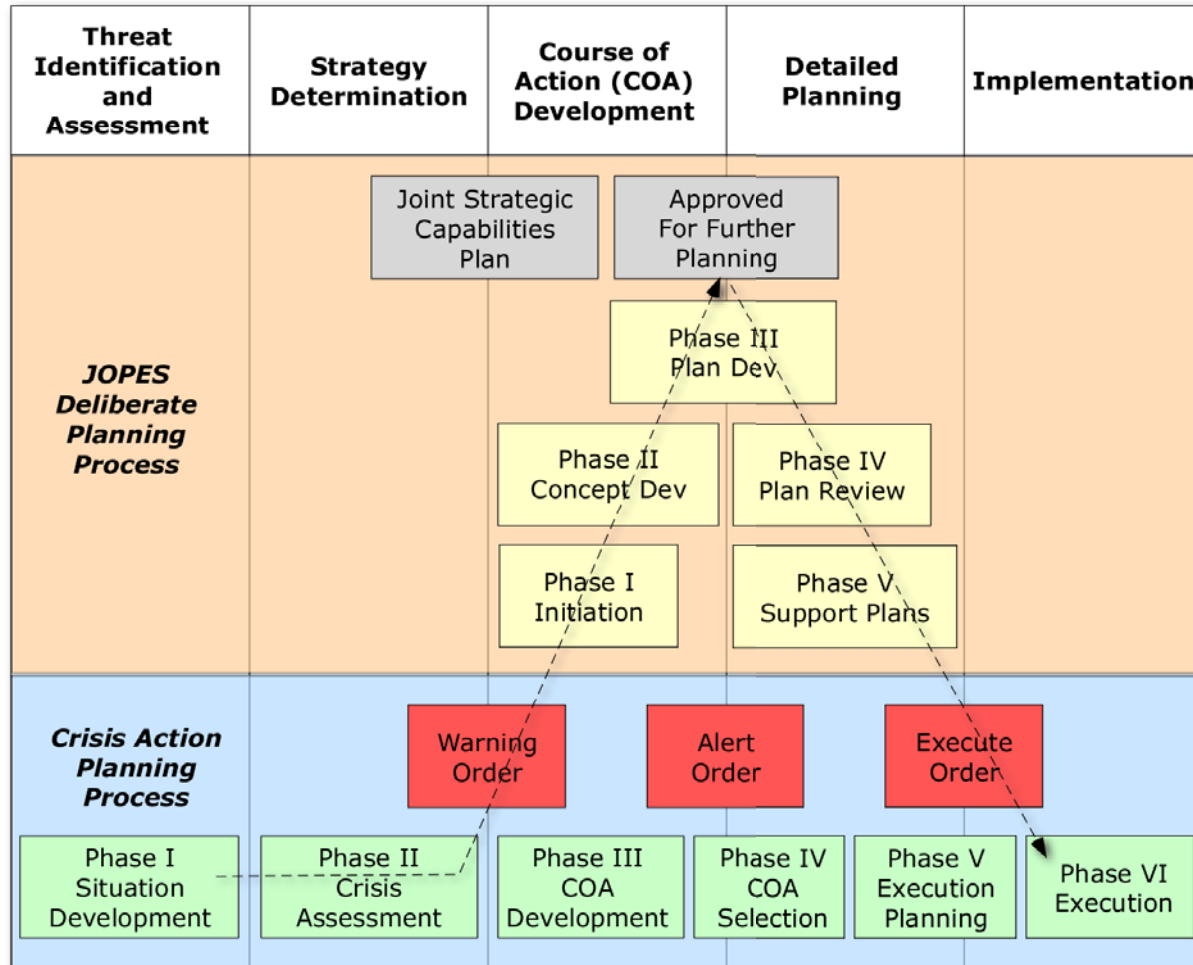 Threat
Identification
and
Assessment
Strategy
Determination
Course of
Action (COA)
Development
Detailed
Planning
Implementation
JOPES
Deliberate
Planning
Process
Joint Strategic
Capabilities
Plan
Approved
For Further
Planning
Phase III
Plan Dev
Phase II
Concept Dev
Phase IV
Plan Review
Phase I
Initiation
Phase V
Support Plans
Crisis Action
Planning
Process
Warning
Order
Alert
Order
Execute
Order
Phase I
Situation
Development
Phase II
Crisis
Assessment
Phase III
COA
Development
Phase IV
COA
Selection
Phase V
Execution
Planning
Phase VI
Execution